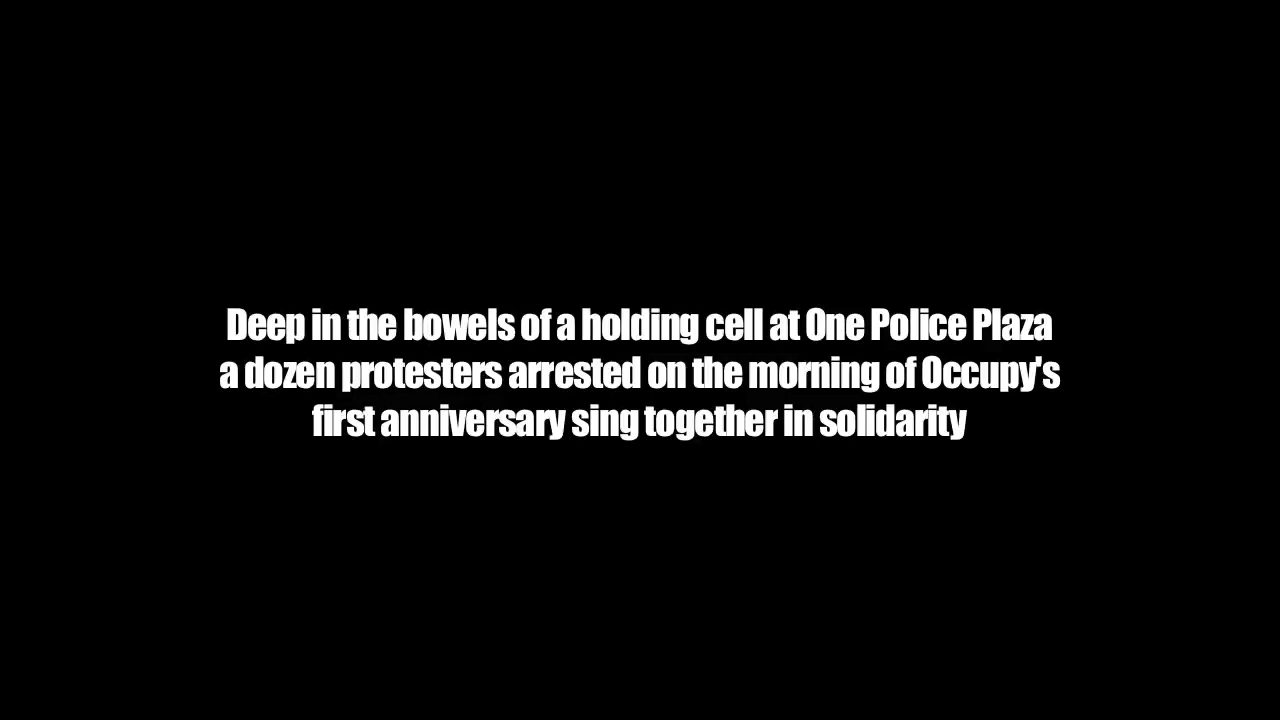 Deep in the bowels of a holding cell at One Police Plaza
a dozen protesters arrested on the morning of Occupy's
first anniversary sing together in solidarity